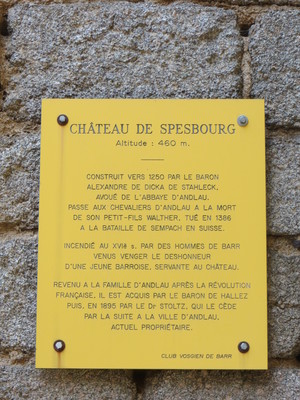 CHÂTEAU DE SPESBOURG
Altitude : 460 m.
CONSTRUIT VERS 1250 PAR LE BARON
ALEXANDRE DE DICKA DE STAHLECK,
AVOUÉ DE L'ABBAYE D'ANDLAU.
PASSE AUX CHEVALIERS D'ANDLAU A LA MORT
DE SON PETIT-FILS WALTHER, TUÉ EN 1386
A LA BATAILLE DE SEMPACH EN SUISSE.
INCENDIÉ AU XVIè s. PAR DES HOMMES DE BARR
VENUS VENGER LE DESHONNEUR
D'UNE JEUNE BARROISE, SERVANTE AU CHÂTEAU.
REVENU A LA FAMILLE D'ANDLAU APRÈS LA RÉVOLUTION
FRANÇAISE, IL EST ACQUIS PAR LE BARON DE HALLEZ
PUIS, EN 1895 PAR LE Dr STOLTZ, QUI LE CÈDE
PAR LA SUITE A LA VILLE D'ANDLAU,
ACTUEL PROPRIÉTAIRE.
CLUB VOSGIEN DE BARR